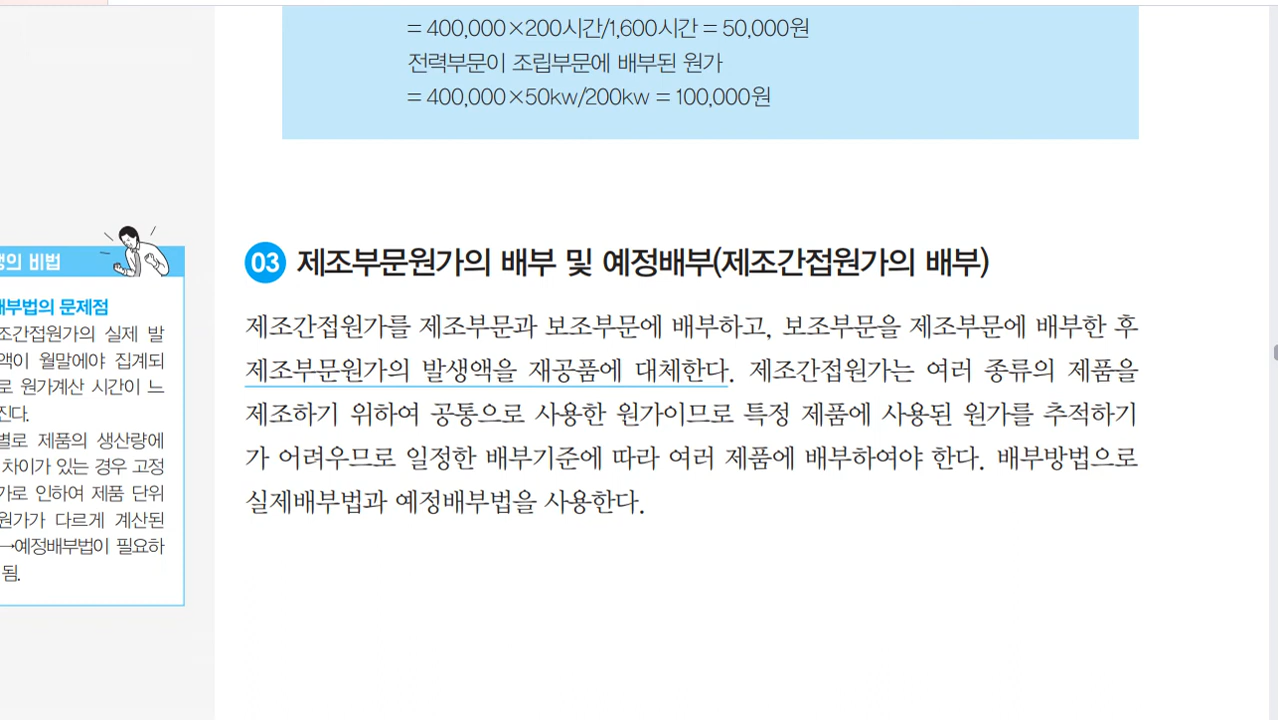 = 400,000×200시간/1,600시간 = 50,000원
전력부문이 조립부문에 배부된 원가
= 400,000×50kw/200kw = 100,000원
03 제조부문원가의 배부 및 예정배부(제조간접원가의 배부)
제조간접원가를 제조부문과 보조부문에 배부하고, 보조부문을 제조부문에 배부한 후
제조부문원가의 발생액을 재공품에 대체한다. 제조간접원가는 여러 종류의 제품을
제조하기 위하여 공통으로 사용한 원가이므로 특정 제품에 사용된 원가를 추적하기
가 어려우므로 일정한 배부기준에 따라 여러 제품에 배부하여야 한다. 배부방법으로
실제배부법과 예정배부법을 사용한다.
비법
배부법의 문제점
조간접원가의 실제 발
액이 월말에야 집계되
로 원가계산 시간이 느
진다.
별로 제품의 생산량에
차이가 있는 경우 고정
가로 인하여 제품 단위
원가가 다르게 계산된
→예정배부법이 필요하
됨.